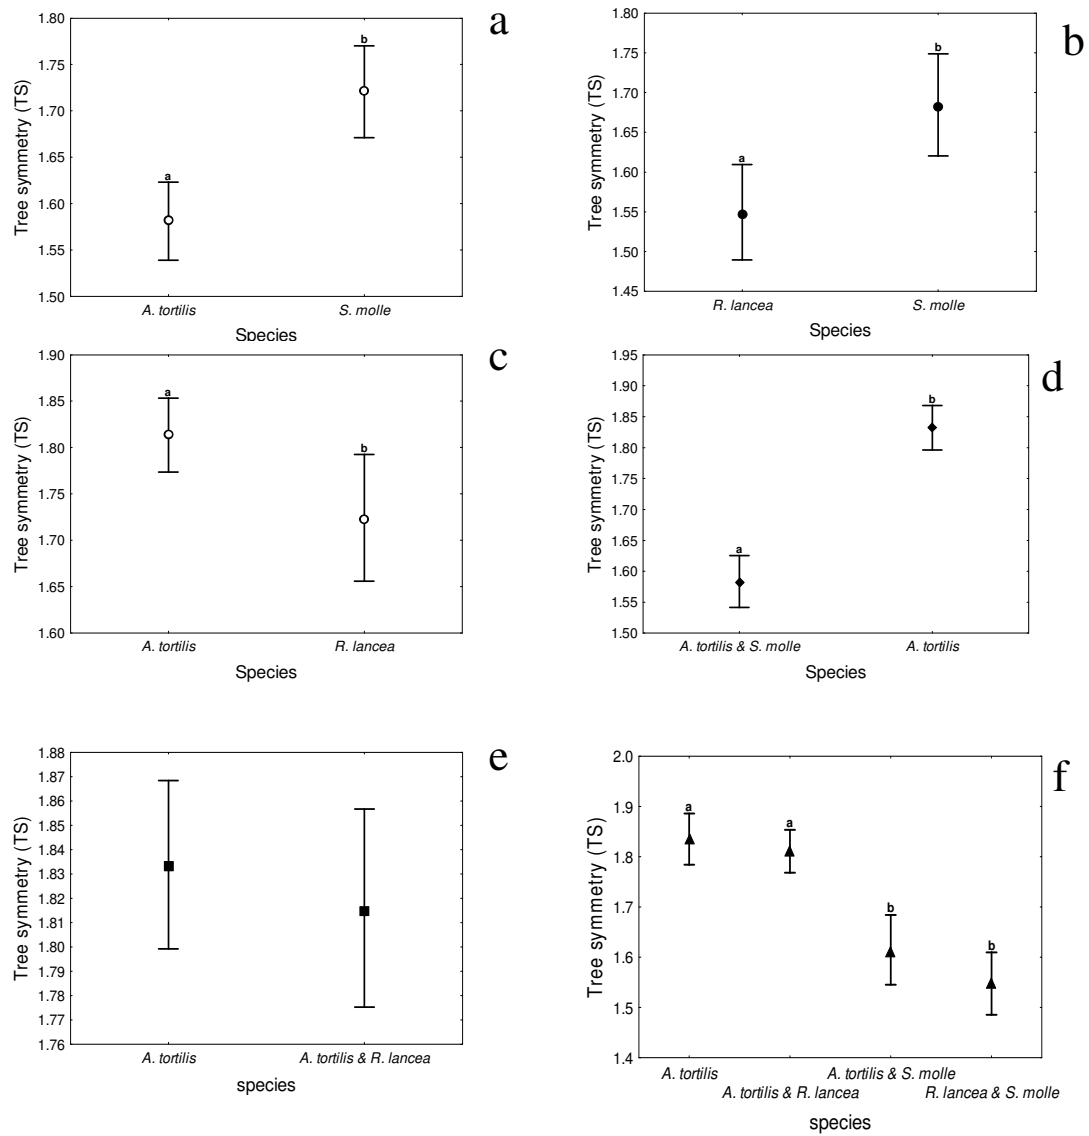 a
Tree symmetry (TS)
1.80
1.75
1.70
1.65
1.60
1.55
1.50
a
b
A. tortilis S. molle
Species
b
Tree symmetry (TS)
1.80
1.75
1.70
1.65
1.60
1.55
1.50
1.45
a
b
R. lancea S. molle
Species
c
Tree symmetry (TS)
1.90
1.85
1.80
1.75
1.70
1.65
1.60
a
b
A. tortilis R. lancea
Species
d
Tree symmetry (TS)
1.95
1.90
1.85
1.80
1.75
1.70
1.65
1.60
1.55
1.50
a
b
A. tortilis & S. molle A. tortilis
Species
e
Tree symmetry (TS)
1.88
1.87
1.86
1.85
1.84
1.83
1.82
1.81
1.80
1.79
1.78
1.77
1.76
A. tortilis A. tortilis & R. lancea
species
f
Tree symmetry (TS)
2.0
1.9
1.8
1.7
1.6
1.5
1.4
a
a
b
b
A. tortilis A. tortilis & S. molle
A. tortilis & R. lancea R. lancea & S. molle
species